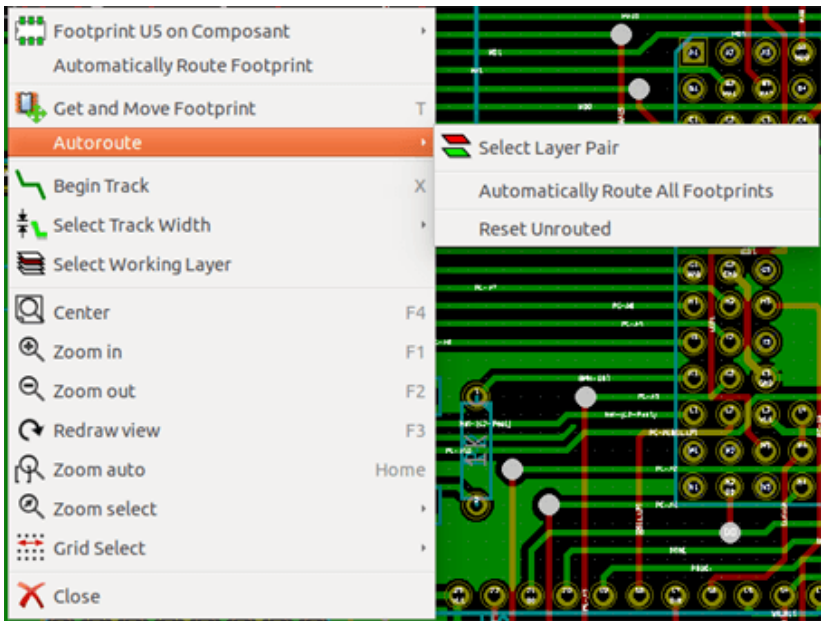 Footprint U5 on Composant
Automatically Route Footprint
Get and Move Footprint T
Autoroute
Select Layer Pair
Automatically Route All Footprints
Reset Unrouted
Begin Track X
Select Track Width
Select Working Layer
Center F4
Zoom in F1
Zoom out F2
Redraw view F3
Zoom auto Home
Zoom select
Grid Select
Close